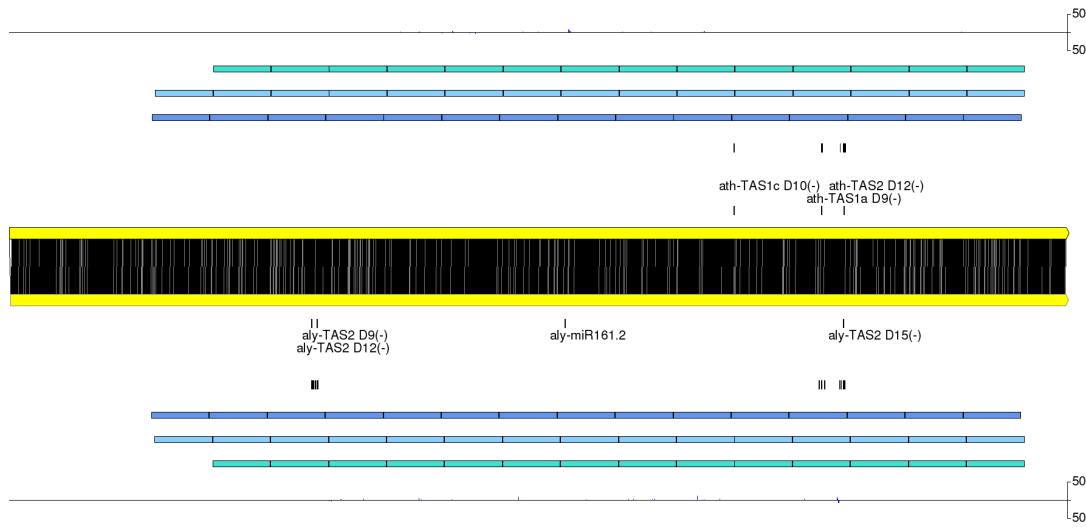 50
50
ath-TAS1c D10(-) ath-TAS2 D12(-)
ath-TAS1a D9(-)
aly-TAS2 D9(-) aly-miR161.2 aly-TAS2 D15(-)
aly-TAS2 D12(-)
50
50